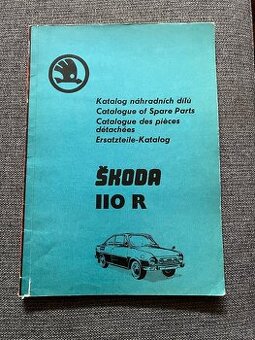 Katalog náhradních dílů
Catalogue of Spare Parts
Catalogue des pièces
détachées
Ersatzteile-Katalog
ŠKODA
110 R